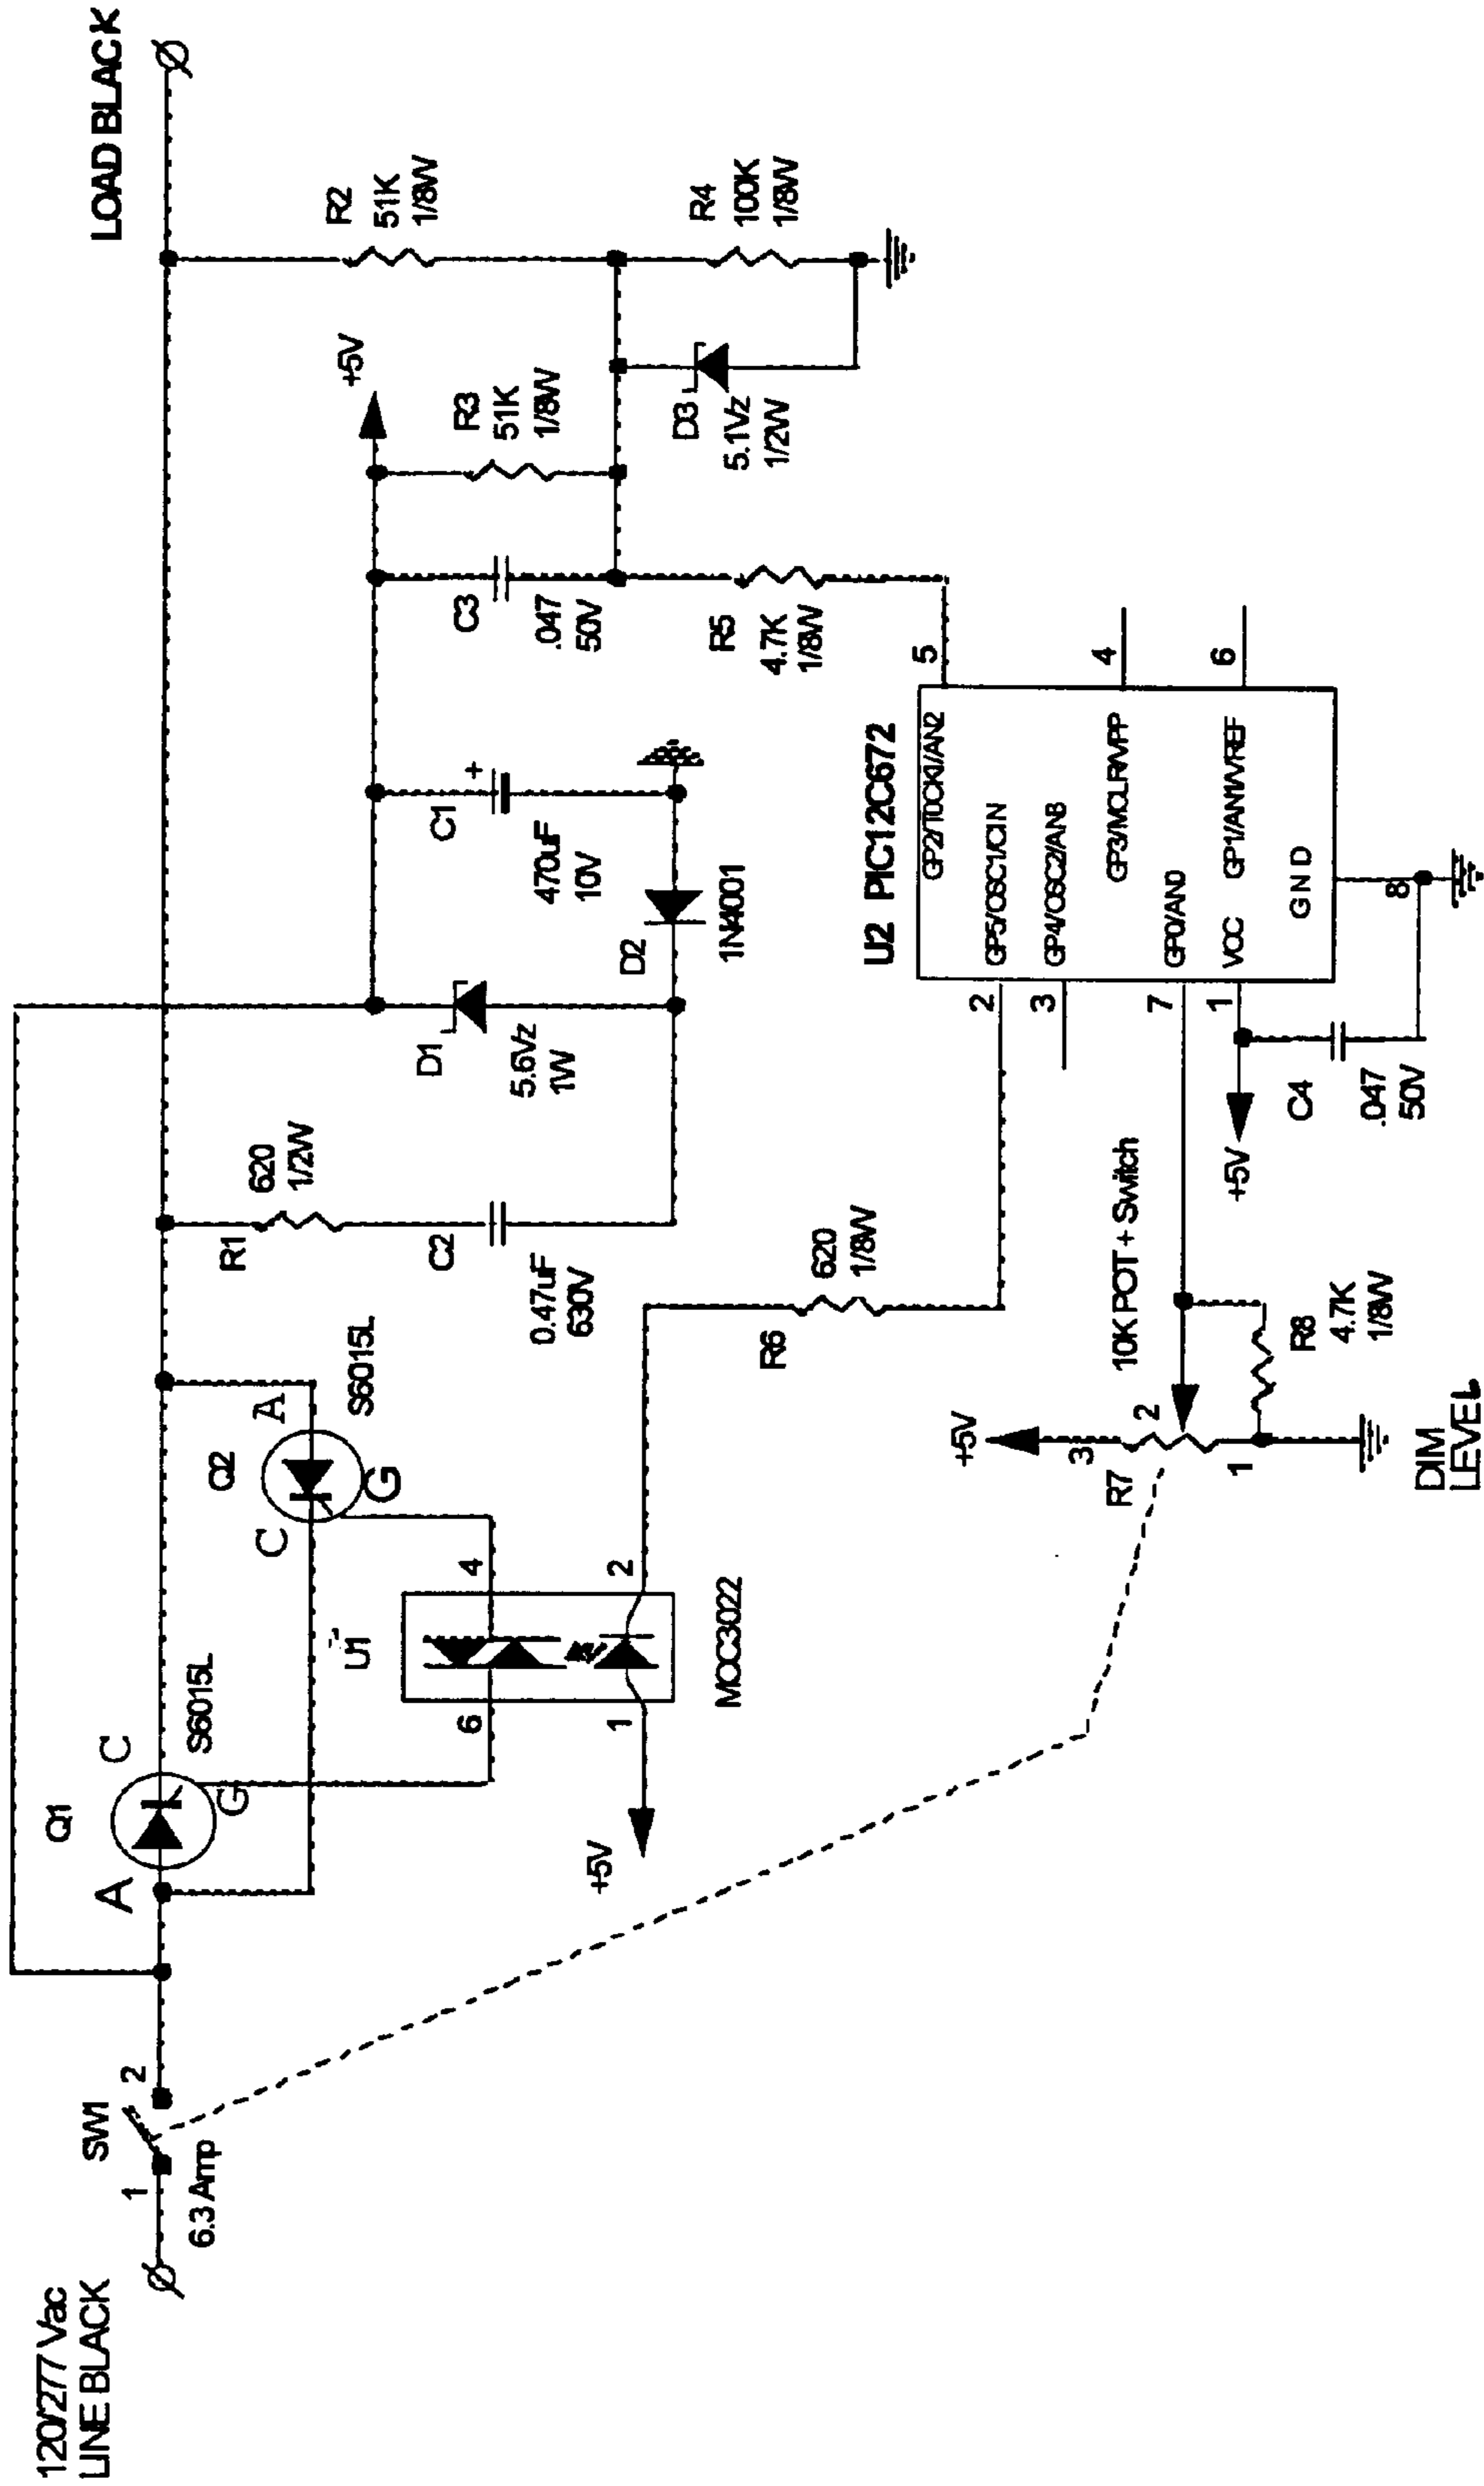 120/277 Vac
LINE BLACK
1
SW1
2
6.3 Amp
A
Q1
C
G
S6015L
Q2
A
C
G
S6015L
U1
6
4
1
2
MOC3022
+5V
R1
620
1/2W
C2
0.47uF
630V
D1
5.6Vz
1W
D2
1N4001
C1
+
470uF
10V
C3
.047
50V
R3
51K
1/8W
+5V
LOAD BLACK
R2
51K
1/8W
R4
100K
1/8W
D3
5.1Vz
1/2W
R5
4.7K
1/8W
R6
620
1/8W
U2 PIC12C672
GP2/TOCKI/AN2
5
GP5/OSC1/CIN
2
GP4/OSC2/AN3
3
GP3/MCLR/VPP
4
GP0/AN0
7
GP1/AN1/VREF
6
VCC
1
GND
8
+5V
C4
.047
50V
10K POT + Switch
+5V
3
R7
2
1
R8
4.7K
1/8W
DIM
LEVEL